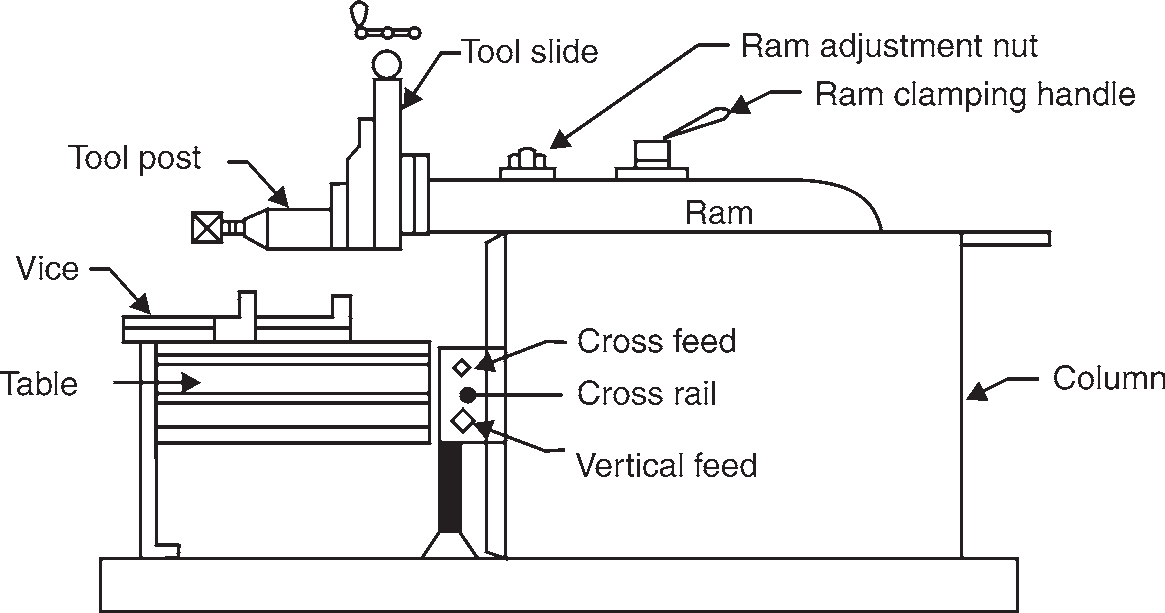 Tool slide
Ram adjustment nut
Ram clamping handle
Tool post
Ram
Vice
Cross feed
Table
Cross rail
Column
Vertical feed